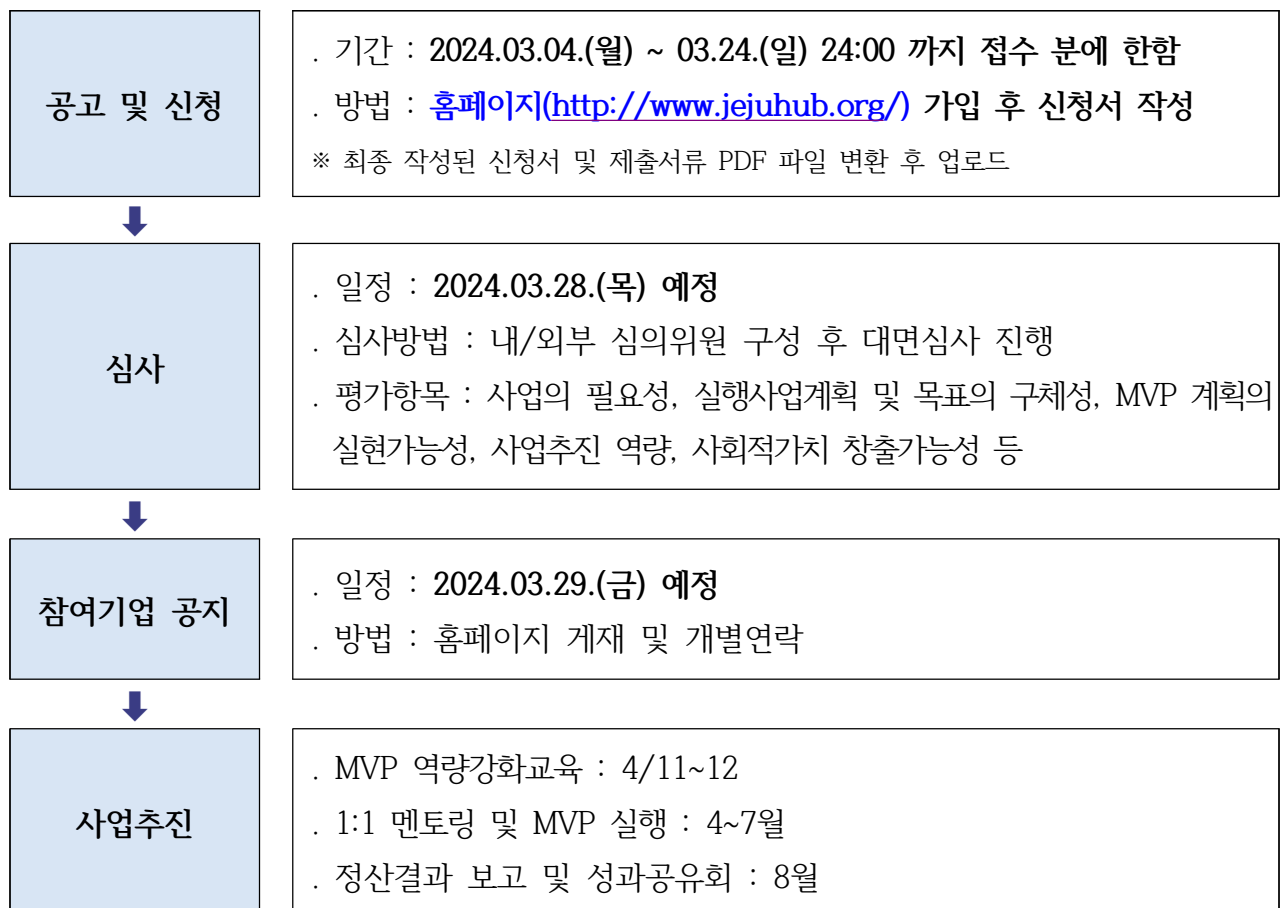 공고 및 신청
. 기간 : 2024.03.04.(월) ~ 03.24.(일) 24:00 까지 접수 분에 한함
. 방법 : 홈페이지(http://www.jejuhub.org/) 가입 후 신청서 작성
※ 최종 작성된 신청서 및 제출서류 PDF 파일 변환 후 업로드
심사
. 일정 : 2024.03.28.(목) 예정
. 심사방법 : 내/외부 심의위원 구성 후 대면심사 진행
. 평가항목 : 사업의 필요성, 실행사업계획 및 목표의 구체성, MVP 계획의
실현가능성, 사업추진 역량, 사회적가치 창출가능성 등
참여기업 공지
. 일정 : 2024.03.29.(금) 예정
. 방법 : 홈페이지 게재 및 개별연락
사업추진
. MVP 역량강화교육 : 4/11~12
. 1:1 멘토링 및 MVP 실행 : 4~7월
. 정산결과 보고 및 성과공유회 : 8월